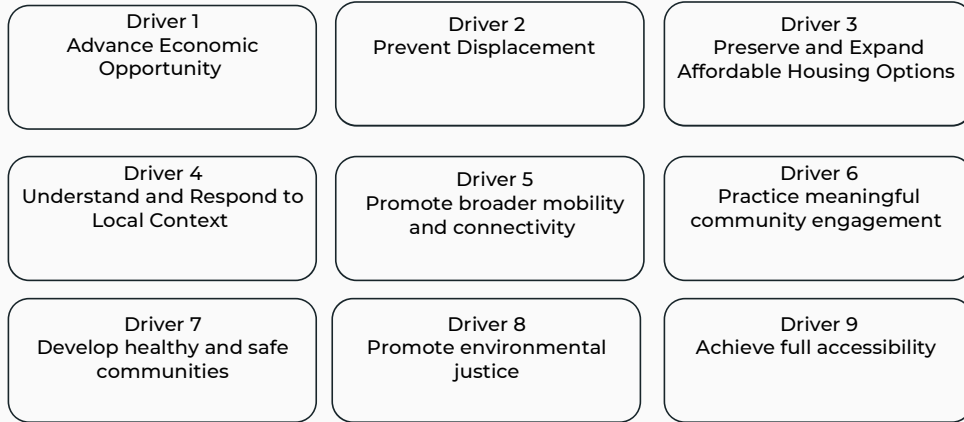 Driver 1
Advance Economic
Opportunity
Driver 2
Prevent Displacement
Driver 3
Preserve and Expand
Affordable Housing Options
Driver 4
Understand and Respond to
Local Context
Driver 5
Promote broader mobility
and connectivity
Driver 6
Practice meaningful
community engagement
Driver 7
Develop healthy and safe
communities
Driver 8
Promote environmental
justice
Driver 9
Achieve full accessibility